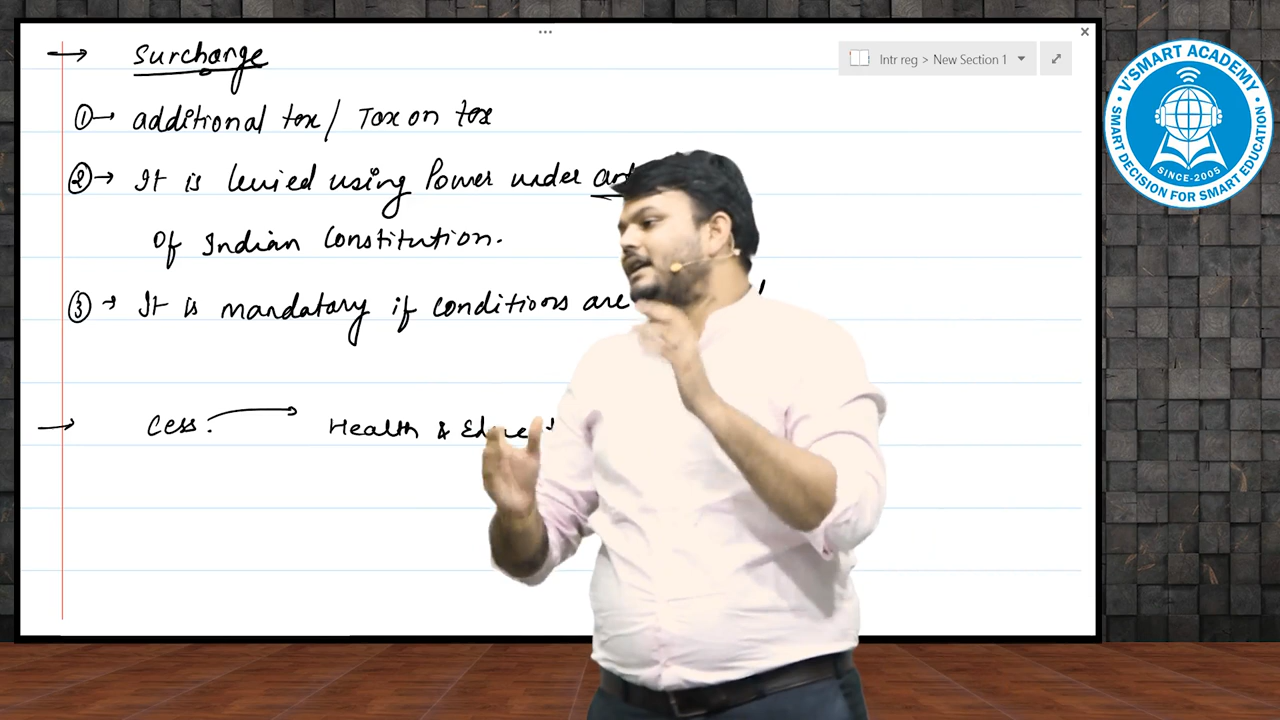 → Surcharge
① → additional tax / Tax on tax
② → It is levied using Power under
Of Indian Constitution.
③ → It is mandatory if conditions are
→ Cess. → Health &
Intr reg > New Section 1
V'SMART ACADEMY
SMART DECISION FOR SMART EDUCATION
SINCE-2005